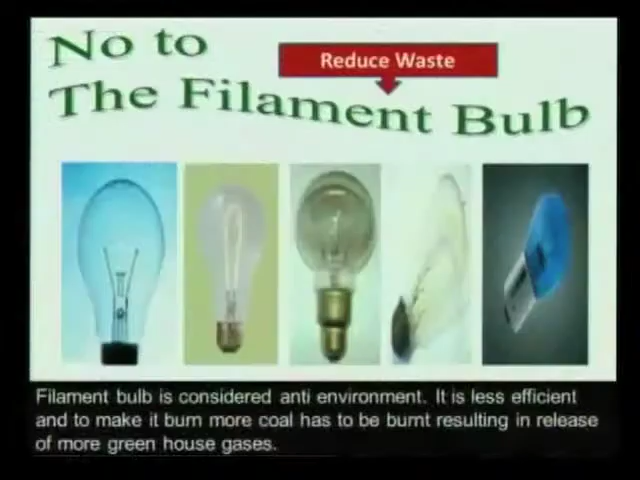 No to
Reduce Waste
The Filament Bulb
Filament bulb is considered anti environment. It is less efficient
and to make it burn more coal has to be burnt resulting in release
of more green house gases.